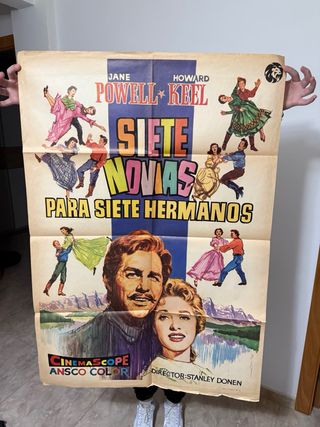 JANE HOWARD
POWELL * KEEL
SIETE
NOVIAS
PARA SIETE HERMANOS
CINEMASCOPE
ANSCO COLOR
DIRECTOR: STANLEY DONEN